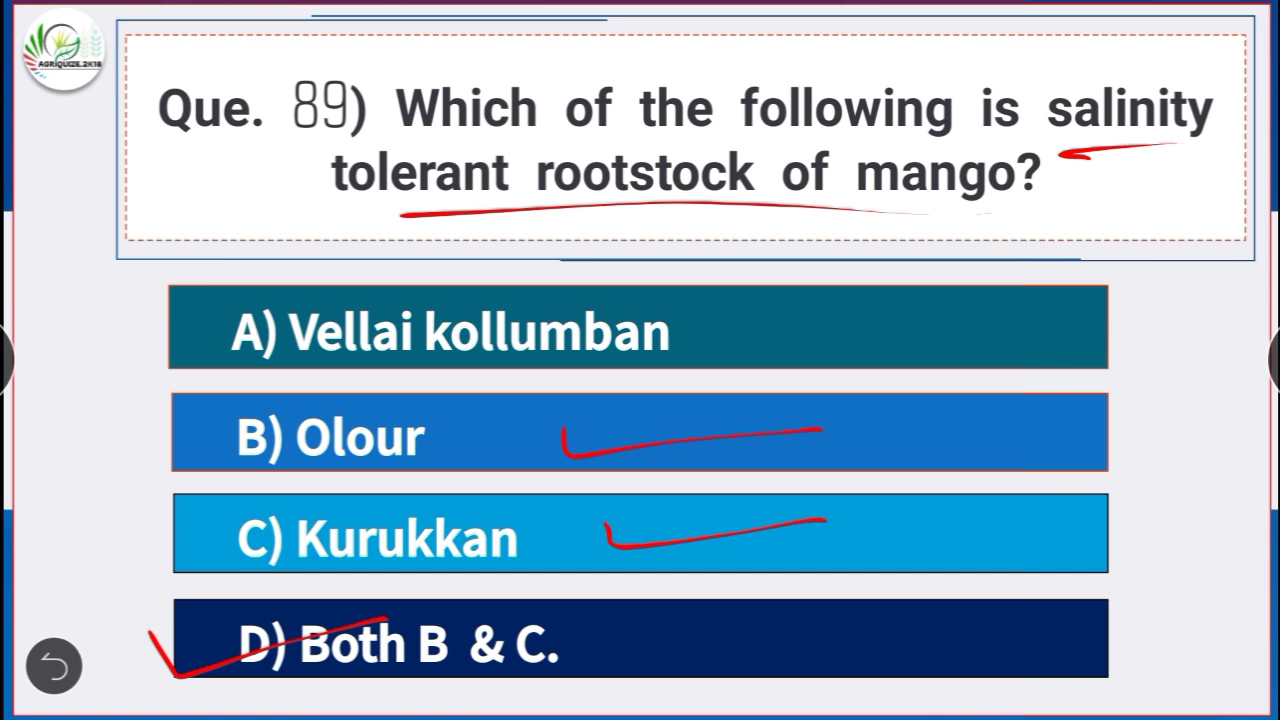 AGRIQUIZE.2K18
Que. 89) Which of the following is salinity
tolerant rootstock of mango?
A) Vellai kollumban
B) Olour
C) Kurukkan
D) Both B & C.